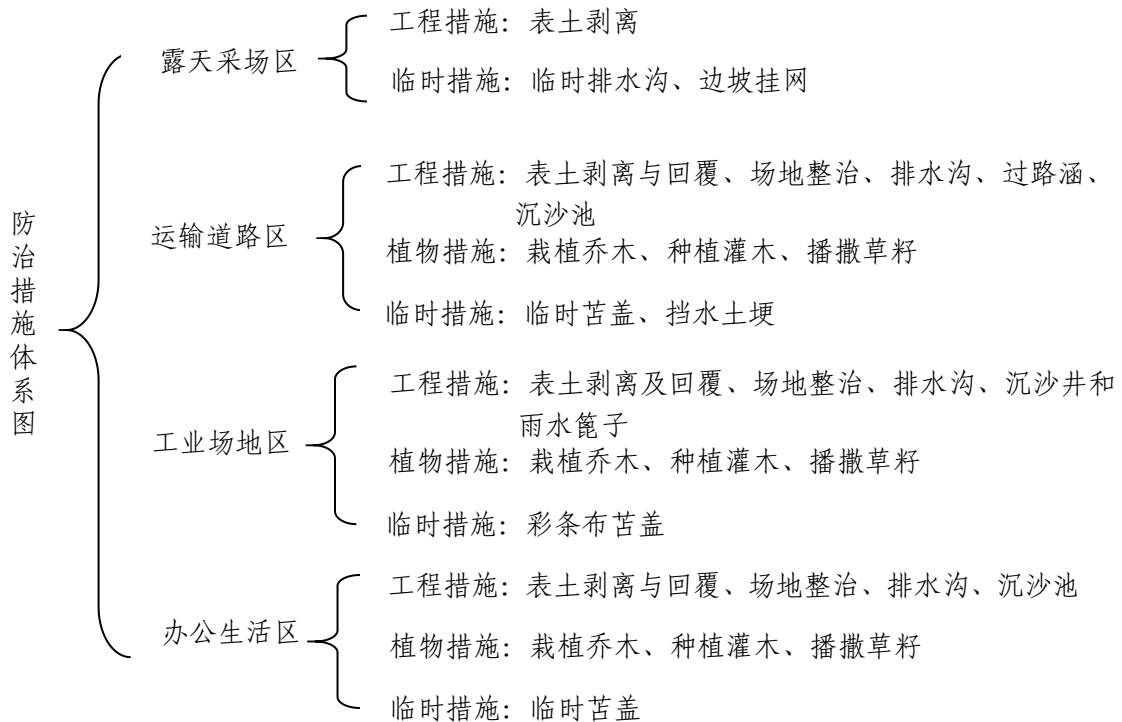 防治措施体系图
露天采场区
工程措施：表土剥离
临时措施：临时排水沟、边坡挂网
运输道路区
工程措施：表土剥离与回覆、场地整治、排水沟、过路涵、
沉沙池
植物措施：栽植乔木、种植灌木、播撒草籽
临时措施：临时苫盖、挡水土埂
工业场地区
工程措施：表土剥离及回覆、场地整治、排水沟、沉沙井和
雨水篦子
植物措施：栽植乔木、种植灌木、播撒草籽
临时措施：彩条布苫盖
办公生活区
工程措施：表土剥离与回覆、场地整治、排水沟、沉沙池
植物措施：栽植乔木、种植灌木、播撒草籽
临时措施：临时苫盖